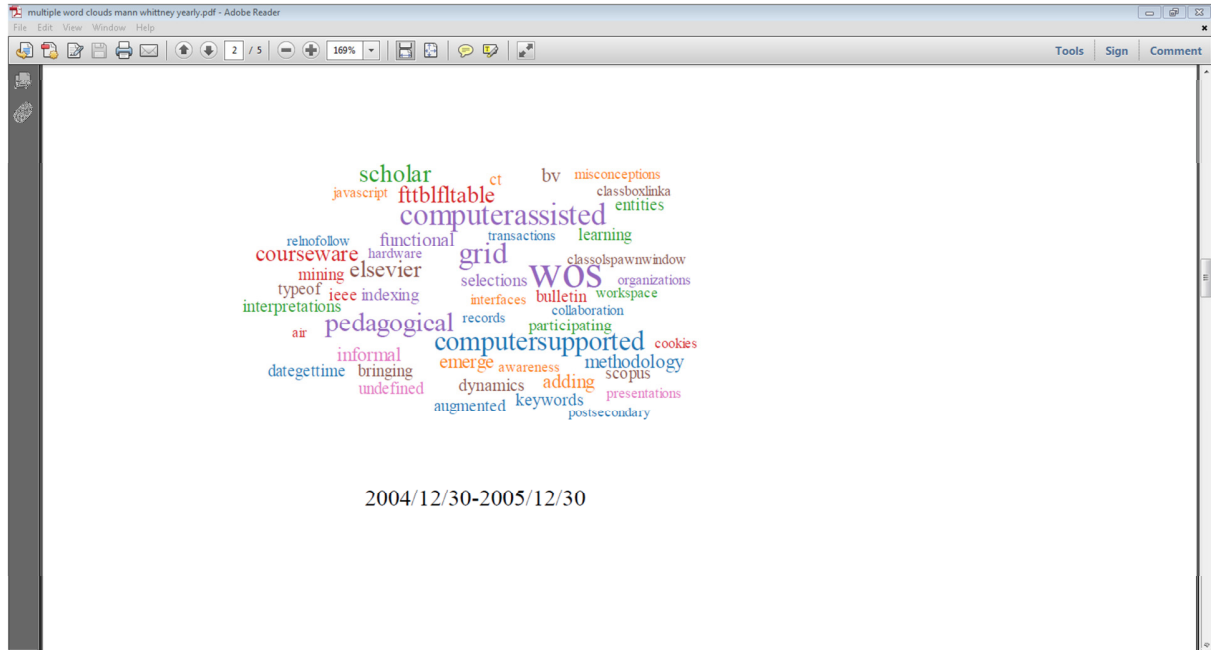 multiple word clouds mann whittney yearly.pdf - Adobe Reader
File Edit View Window Help
2 / 5 169% Tools Sign Comment
scholar ct bv misconceptions
javascript fttblfltable classboxlinka
computerassisted entities
relnofollow functional transactions learning
courseware hardware grid classolspawnwindow
mining elsevier selections wos organizations
typeof ieee indexing interfaces bulletin workspace
interpretations collaboration
air pedagogical records participating
computersupported cookies
informal emerge awareness methodology
dategettime bringing dynamics adding scopus
undefined presentations
augmented keywords postsecondary
2004/12/30-2005/12/30